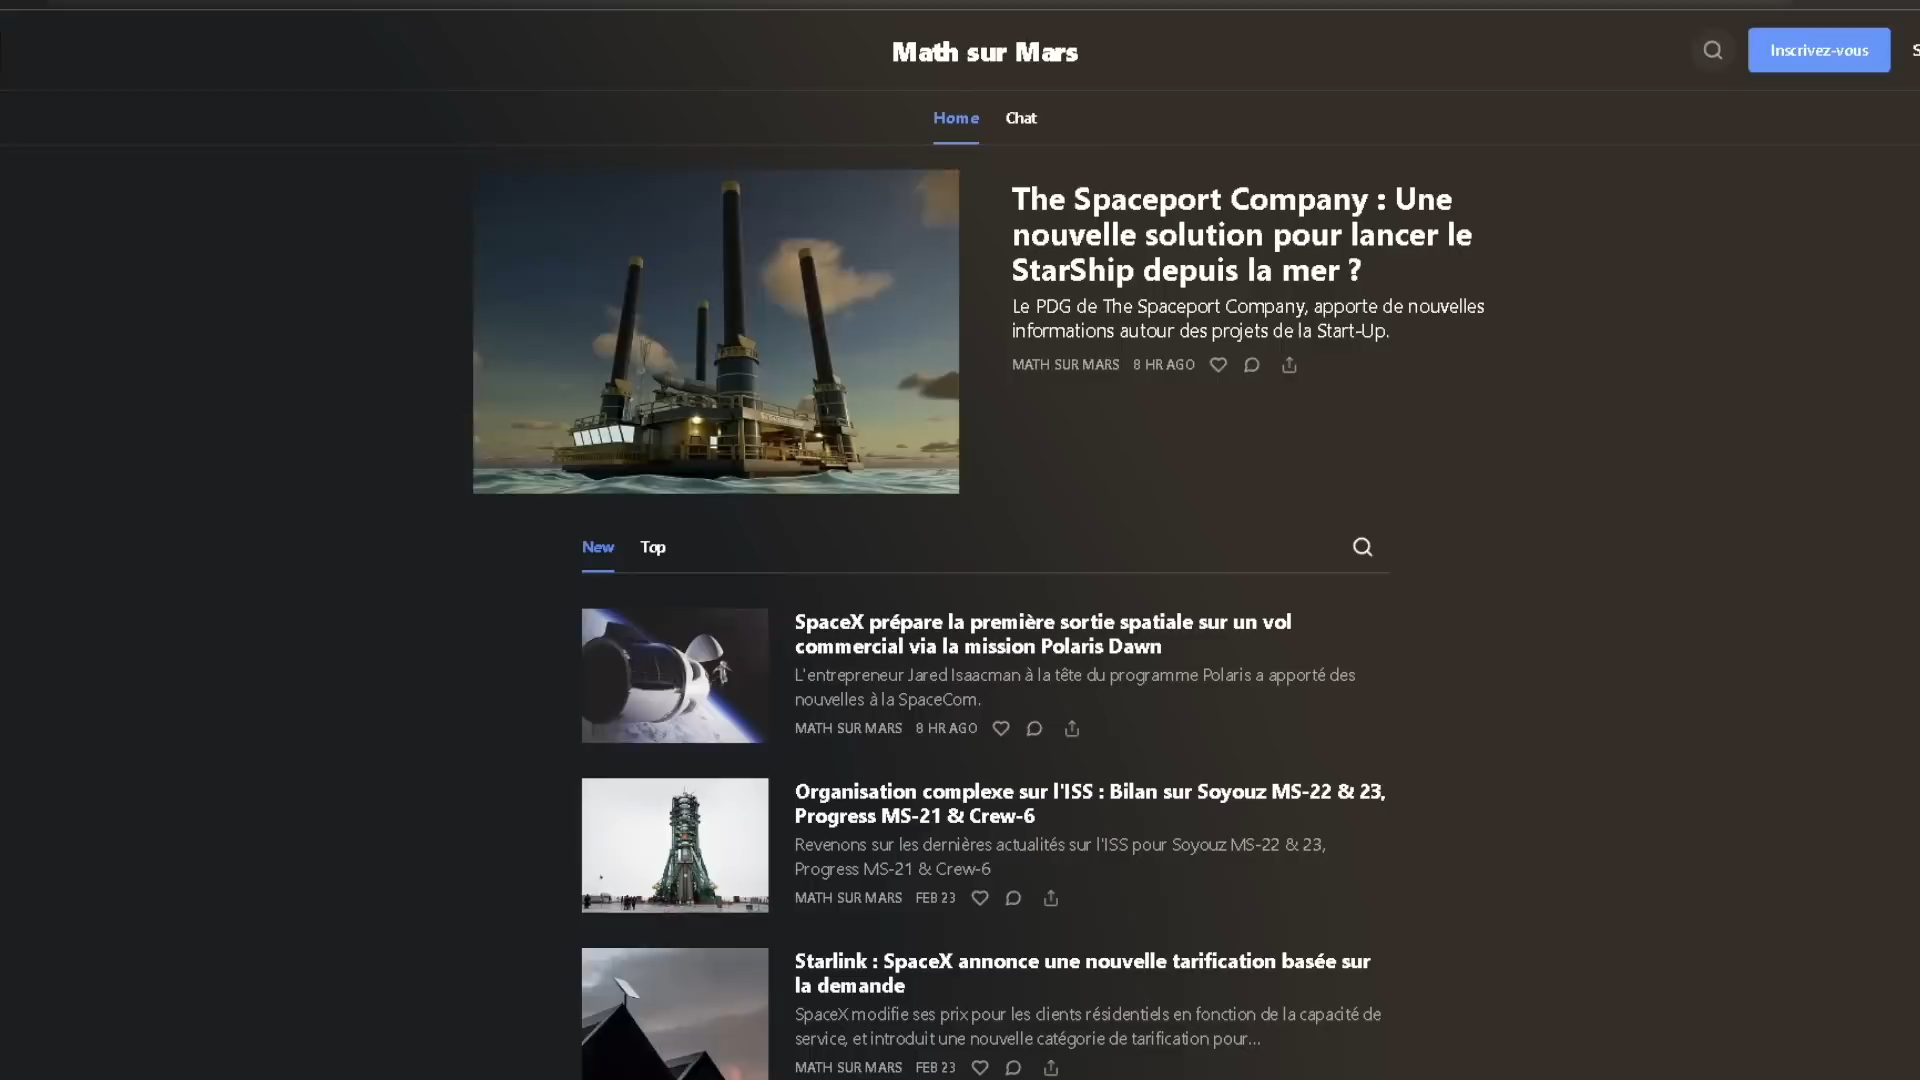 Math sur Mars
Inscrivez-vous
Home Chat
The Spaceport Company : Une
nouvelle solution pour lancer le
StarShip depuis la mer ?
Le PDG de The Spaceport Company, apporte de nouvelles
informations autour des projets de la Start-Up.
MATH SUR MARS 8 HR AGO
New Top
SpaceX prépare la première sortie spatiale sur un vol
commercial via la mission Polaris Dawn
L'entrepreneur Jared Isaacman à la tête du programme Polaris a apporté des
nouvelles à la SpaceCom.
MATH SUR MARS 8 HR AGO
Organisation complexe sur l'ISS : Bilan sur Soyouz MS-22 & 23,
Progress MS-21 & Crew-6
Revenons sur les dernières actualités sur l'ISS pour Soyouz MS-22 & 23,
Progress MS-21 & Crew-6
MATH SUR MARS FEB 23
Starlink : SpaceX annonce une nouvelle tarification basée sur
la demande
SpaceX modifie ses prix pour les clients résidentiels en fonction de la capacité de
service, et introduit une nouvelle catégorie de tarification pour...
MATH SUR MARS FEB 23